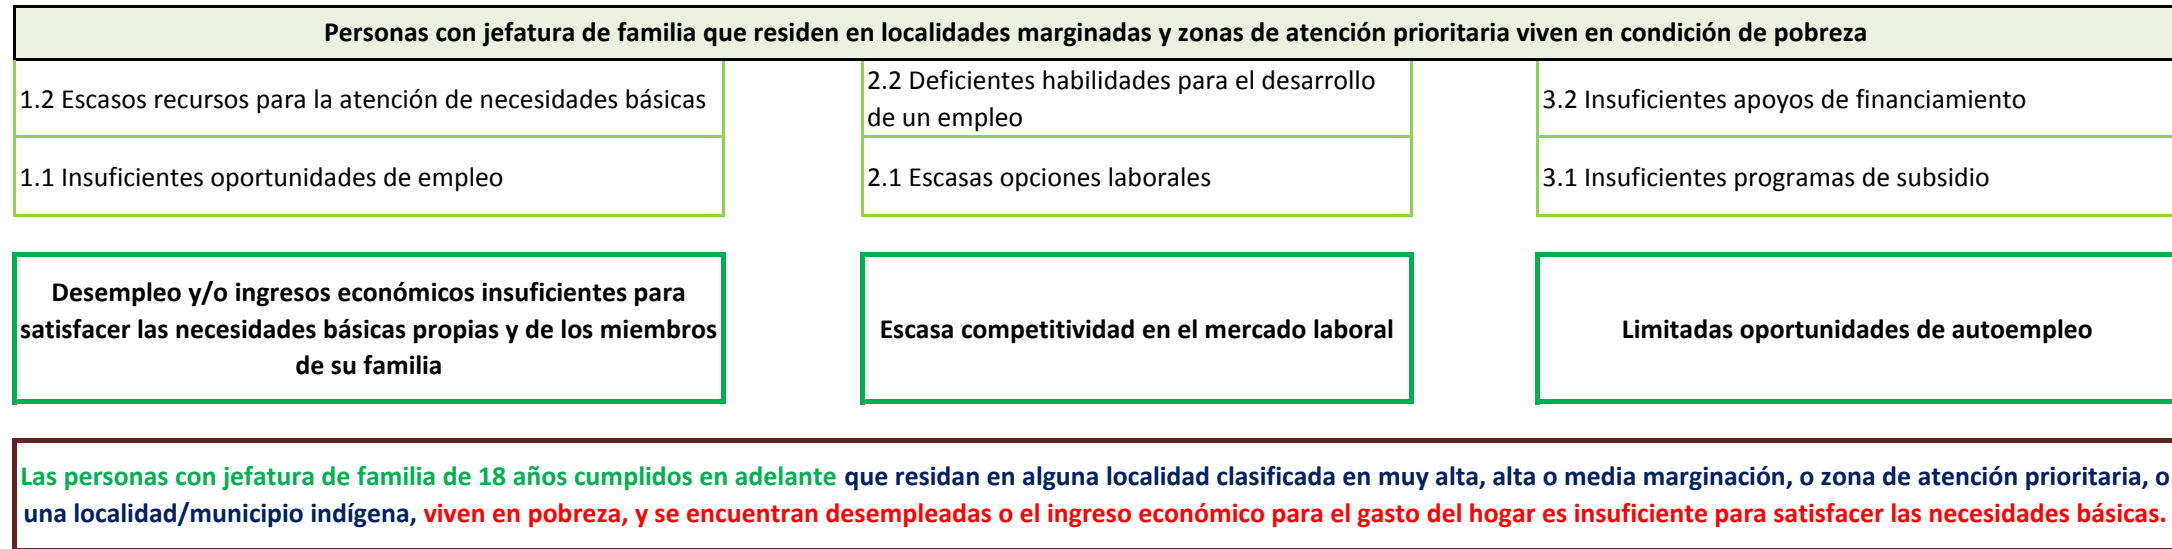 Personas con jefatura de familia que residen en localidades marginadas y zonas de atención prioritaria viven en condición de pobreza
1.2 Escasos recursos para la atención de necesidades básicas
2.2 Deficientes habilidades para el desarrollo
de un empleo
3.2 Insuficientes apoyos de financiamiento
1.1 Insuficientes oportunidades de empleo
2.1 Escasas opciones laborales
3.1 Insuficientes programas de subsidio
Desempleo y/o ingresos económicos insuficientes para
satisfacer las necesidades básicas propias y de los miembros
de su familia
Escasa competitividad en el mercado laboral
Limitadas oportunidades de autoempleo
Las personas con jefatura de familia de 18 años cumplidos en adelante que residan en alguna localidad clasificada en muy alta, alta o media marginación, o zona de atención prioritaria, o
una localidad/municipio indígena, viven en pobreza, y se encuentran desempleadas o el ingreso económico para el gasto del hogar es insuficiente para satisfacer las necesidades básicas.